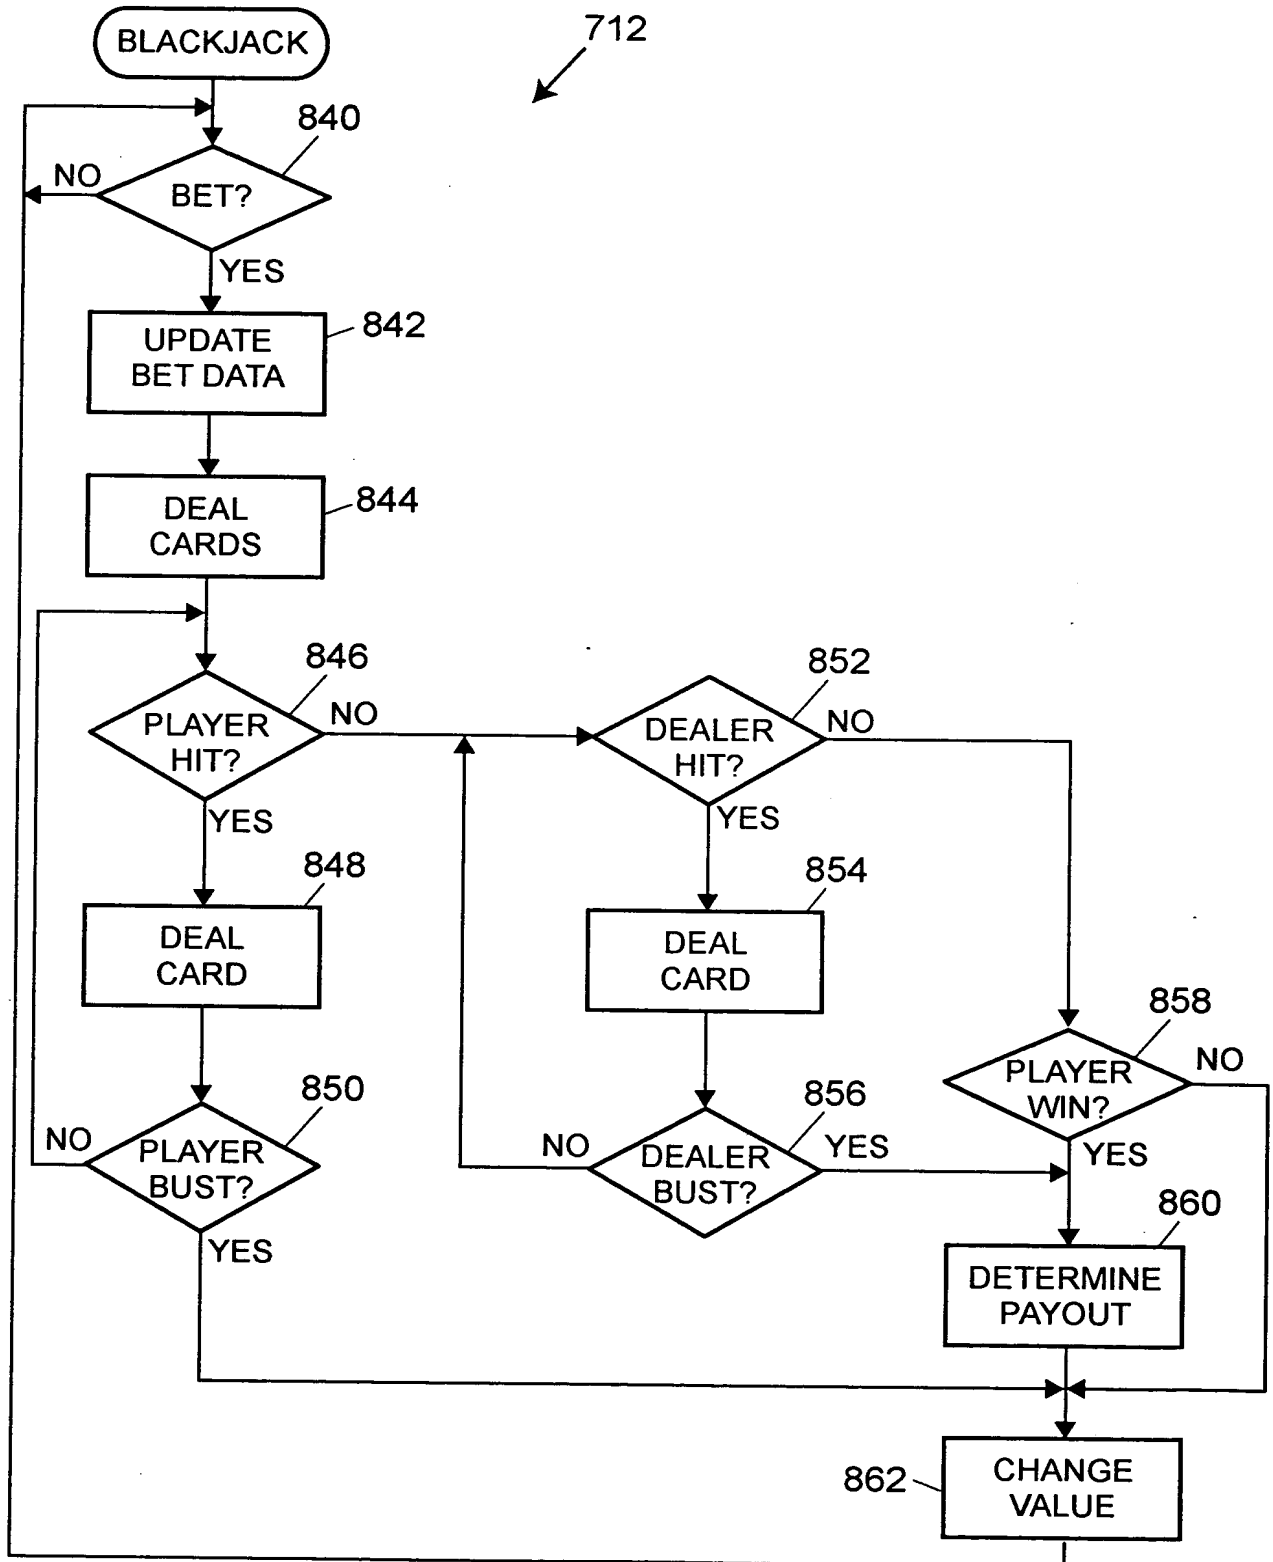 BLACKJACK
712
840
NO
BET?
YES
UPDATE
BET DATA
842
DEAL
CARDS
844
846
PLAYER
HIT?
NO
YES
852
DEALER
HIT?
NO
YES
848
DEAL
CARD
854
DEAL
CARD
850
NO
PLAYER
BUST?
YES
856
NO
DEALER
BUST?
YES
858
PLAYER
WIN?
NO
YES
860
DETERMINE
PAYOUT
862
CHANGE
VALUE